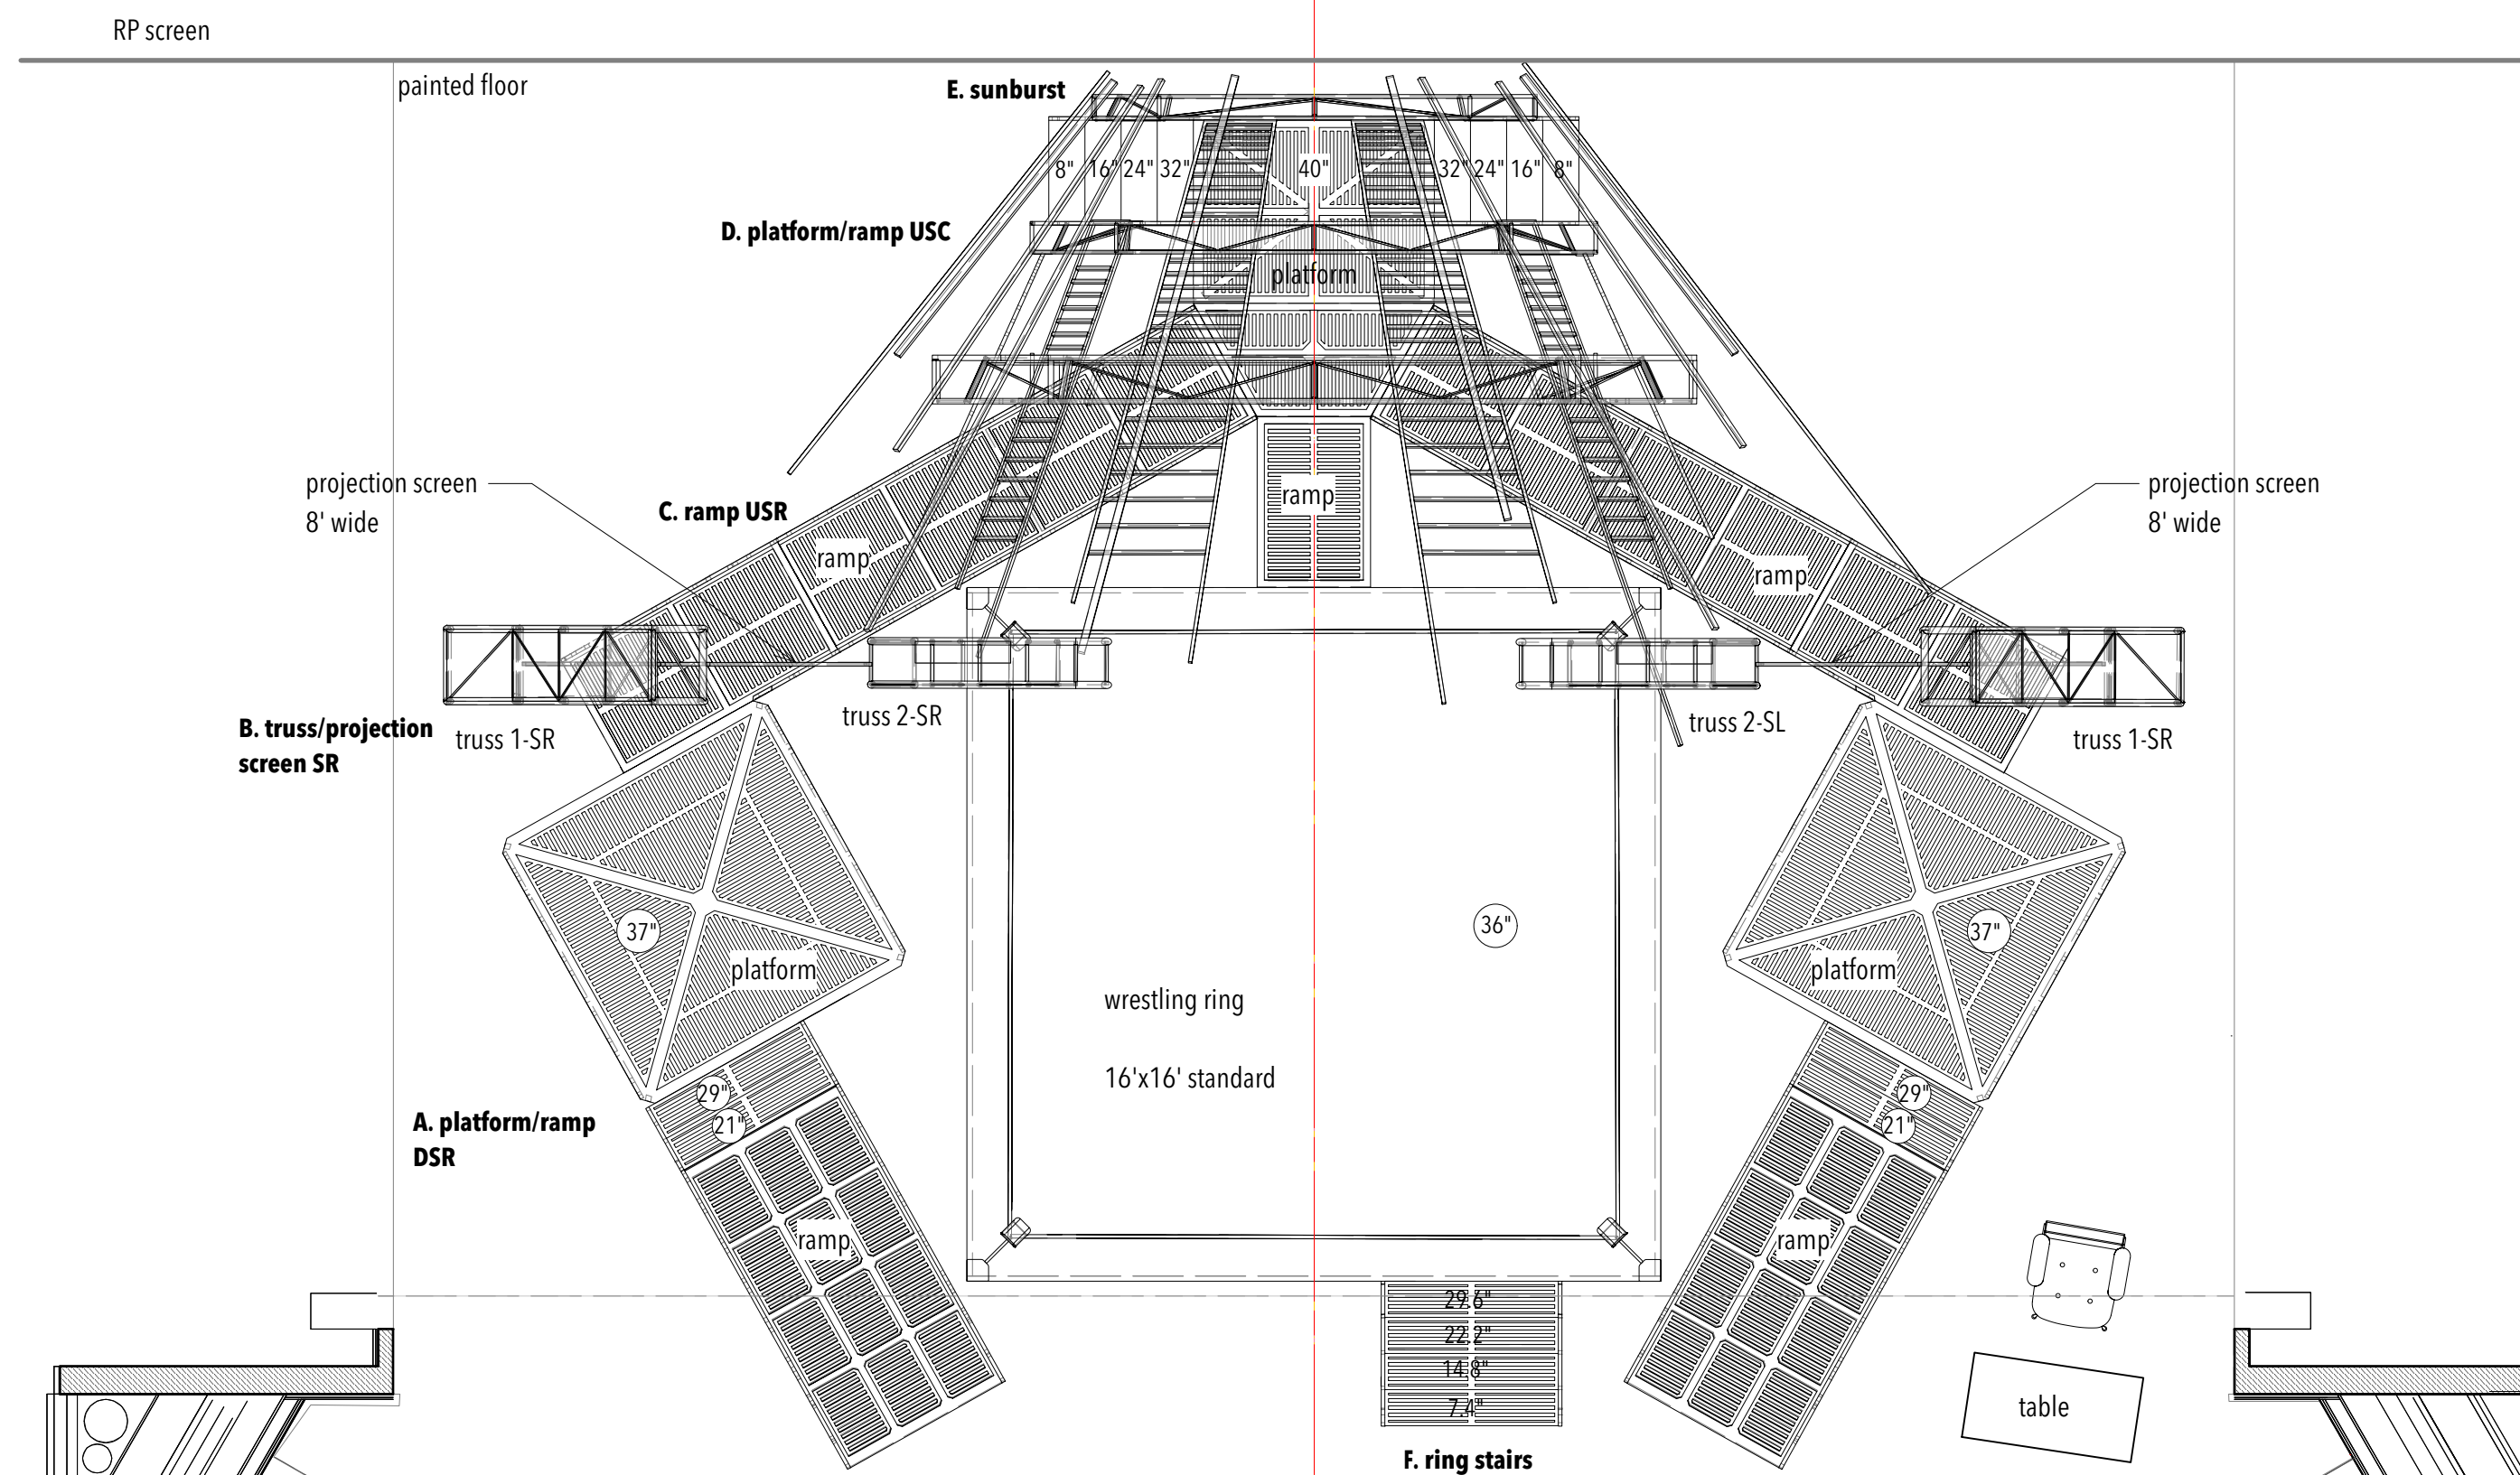 RP screen
painted floor
E. sunburst
8" 16" 24" 32" 40" 32" 24" 16" 8"
D. platform/ramp USC
platform
projection screen
8' wide
C. ramp USR
ramp
ramp
ramp
projection screen
8' wide
B. truss/projection
screen SR
truss 1-SR
truss 2-SR
truss 2-SL
truss 1-SR
37"
platform
36"
37"
platform
wrestling ring
16'x16' standard
29"
21"
29"
21"
A. platform/ramp
DSR
ramp
ramp
29.6"
22.2"
14.8"
7.4"
table
F. ring stairs